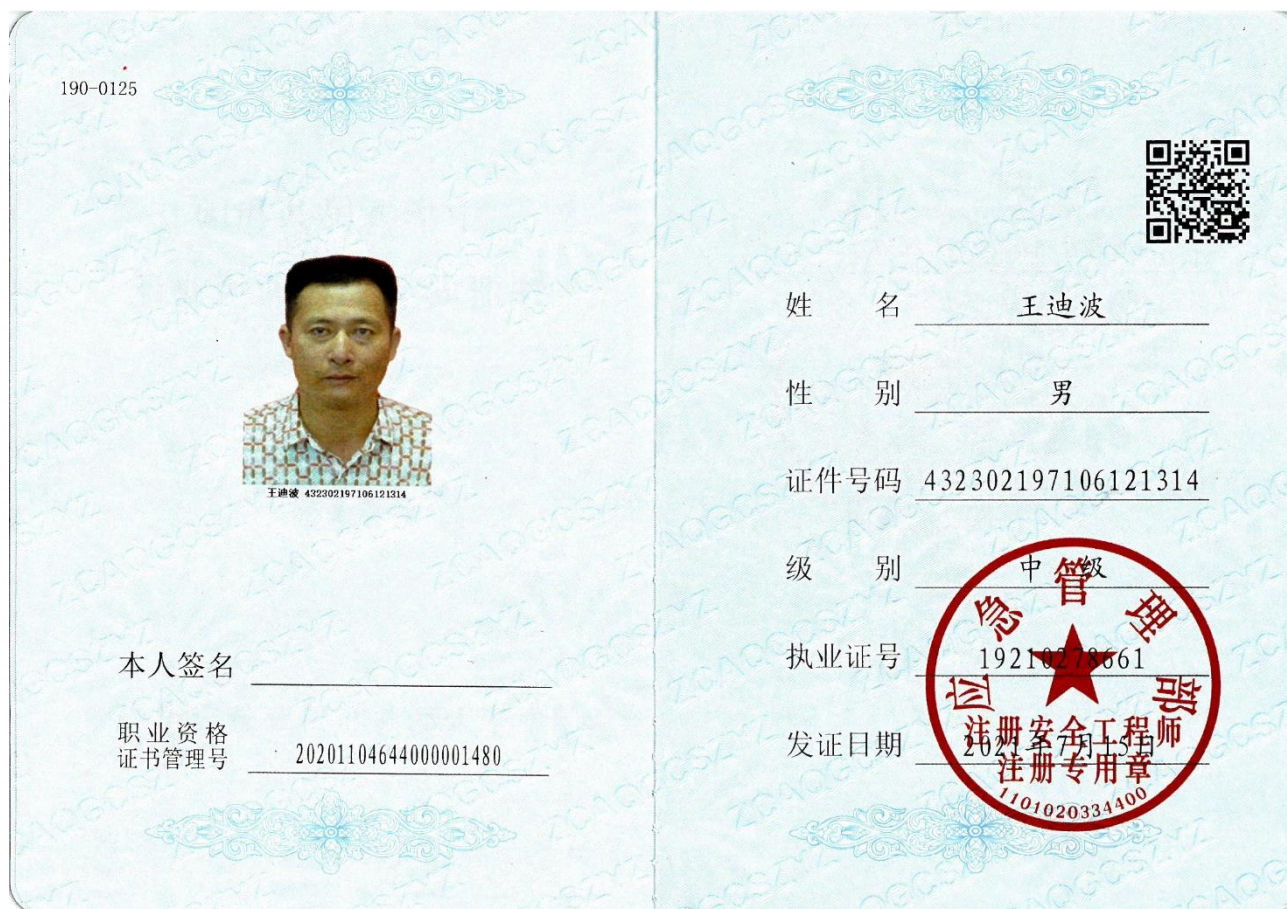 190-0125
王迪波 432302197106121314
本人签名
职业资格
证书管理号 20201104644000001480
姓 名 王迪波
性 别 男
证件号码 432302197106121314
级 别 中 级
执业证号 19210278661
发证日期 2021年7月15日
应急管理部
注册安全工程师
注册专用章
1101020334400